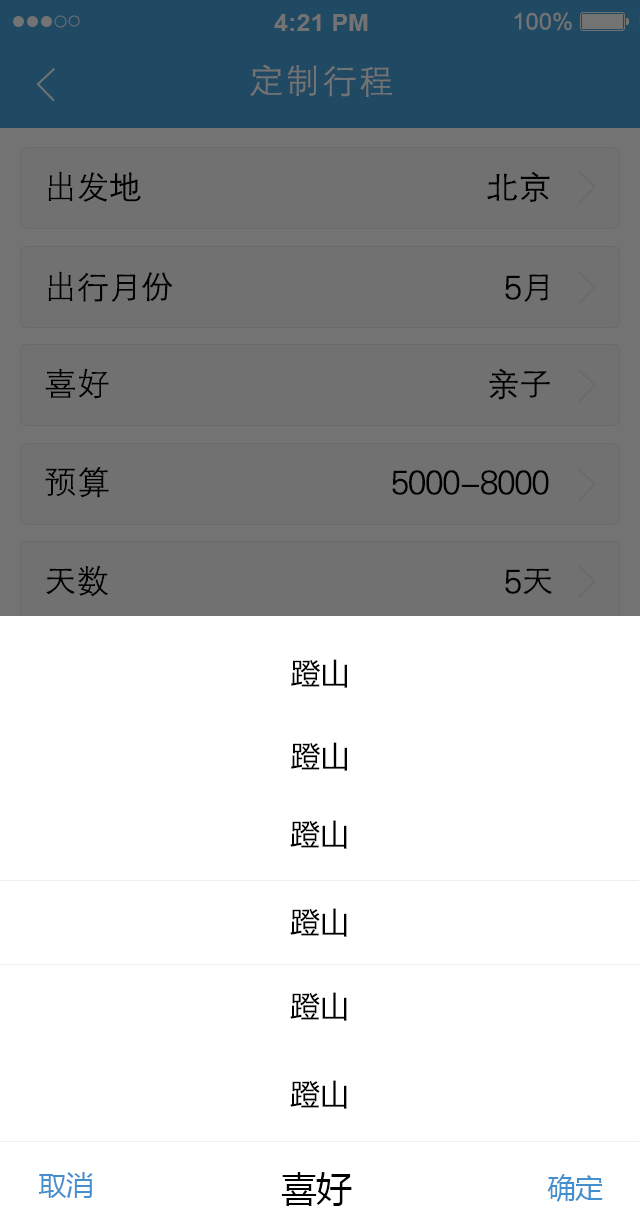 4:21 PM 100%
定制行程
出发地 北京
出行月份 5月
喜好 亲子
预算 5000-8000
天数 5天
蹬山
蹬山
蹬山
蹬山
蹬山
蹬山
取消 喜好 确定